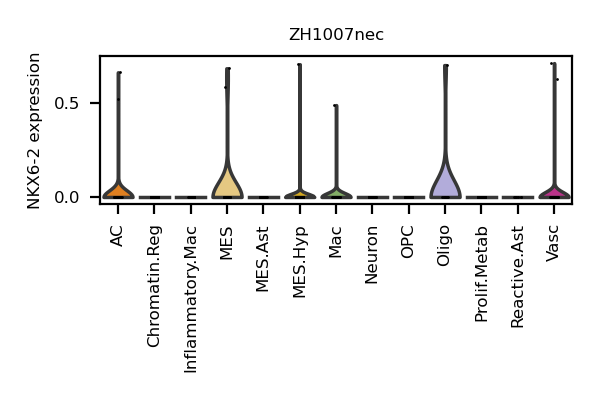 ZH1007nec
NKX6-2 expression
0.5
0.0
AC
Chromatin.Reg
Inflammatory.Mac
MES
MES.Ast
MES.Hyp
Mac
Neuron
OPC
Oligo
Prolif.Metab
Reactive.Ast
Vasc